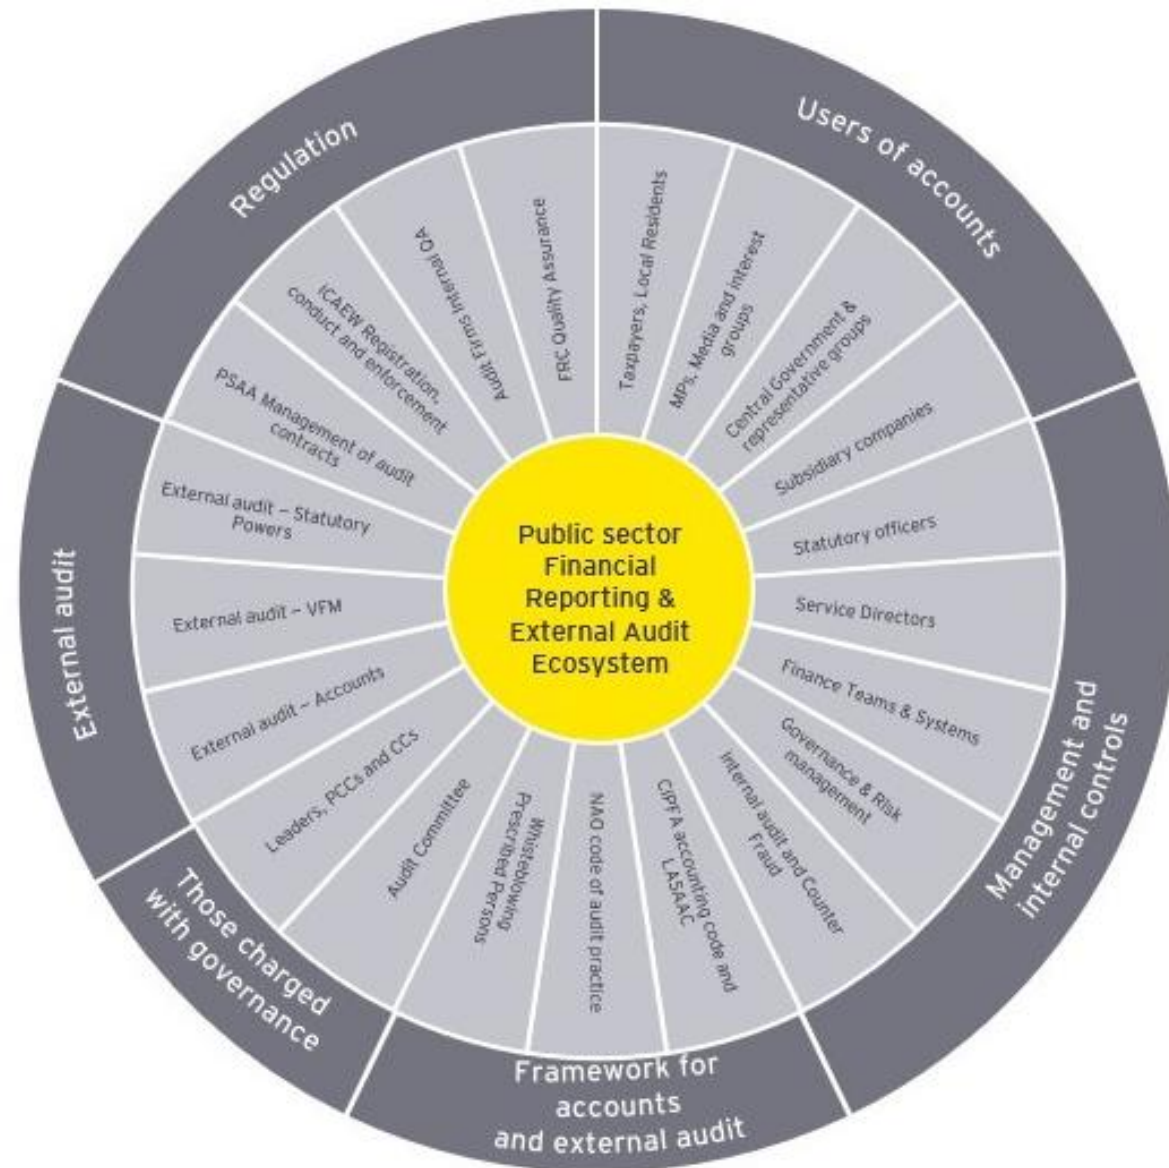 Public sector
Financial
Reporting &
External Audit
Ecosystem
Users of accounts
Taxpayers, Local Residents
MPs, Media and interest
groups
Central Government &
representative groups
Subsidiary companies
Management and
internal controls
Statutory officers
Service Directors
Finance Teams & Systems
Governance & Risk
management
Internal audit and Counter
Fraud
Framework for
accounts
and external audit
CIPFA accounting code and
LASAAC
NAO code of audit practice
Whisteblowing
Prescribed Persons
Those charged
with governance
Audit Committee
Leaders, PCCs and CCs
External audit
External audit – Accounts
External audit – VFM
External audit – Statutory
Powers
Regulation
PSAA Management of audit
contracts
ICAEW Registration,
conduct and enforcement
Audit Firms Internal QA
FRC Quality Assurance